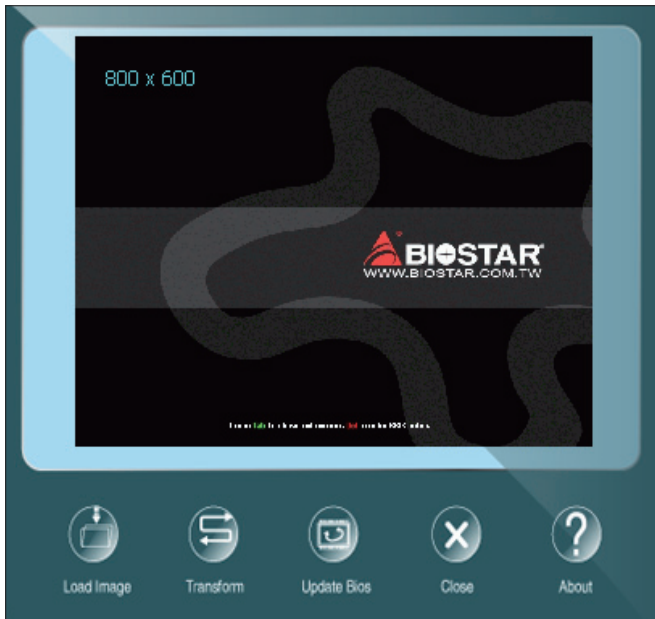 800 x 600
BIOSTAR
WWW.BIOSTAR.COM.TW
Load Image
Transform
Update Bios
Close
About